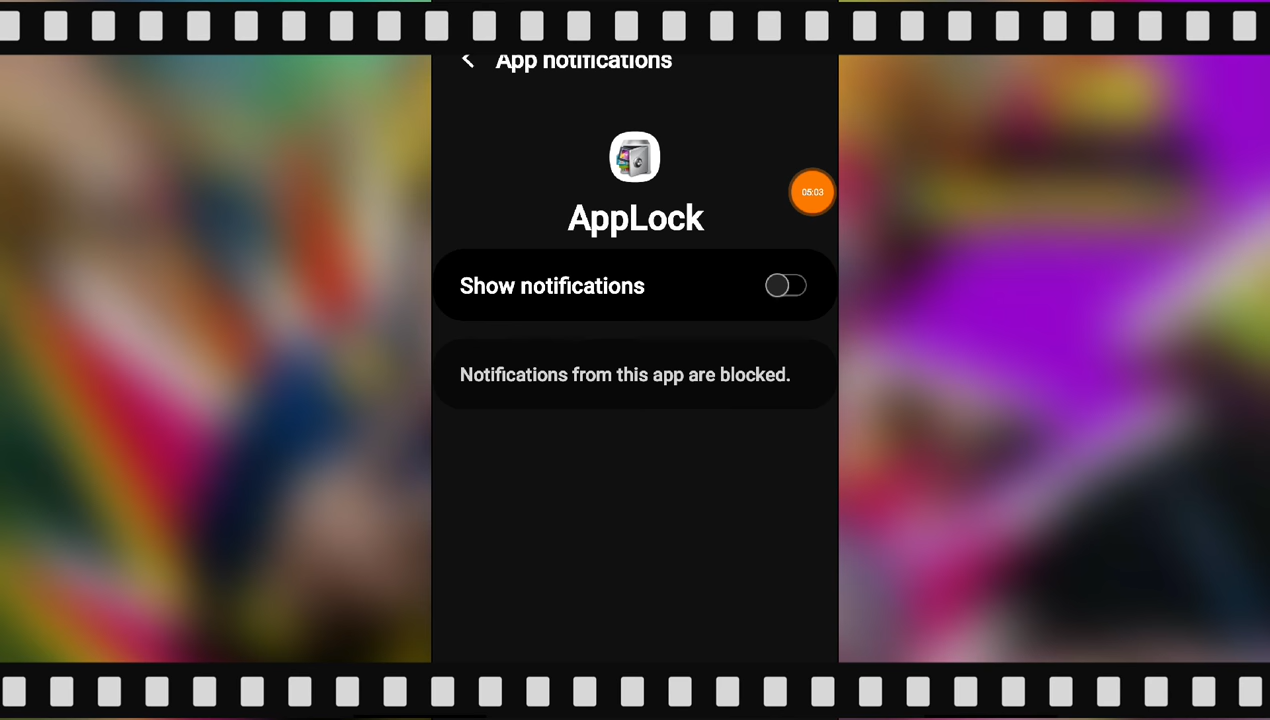 App notifications
05:03
AppLock
Show notifications
Notifications from this app are blocked.